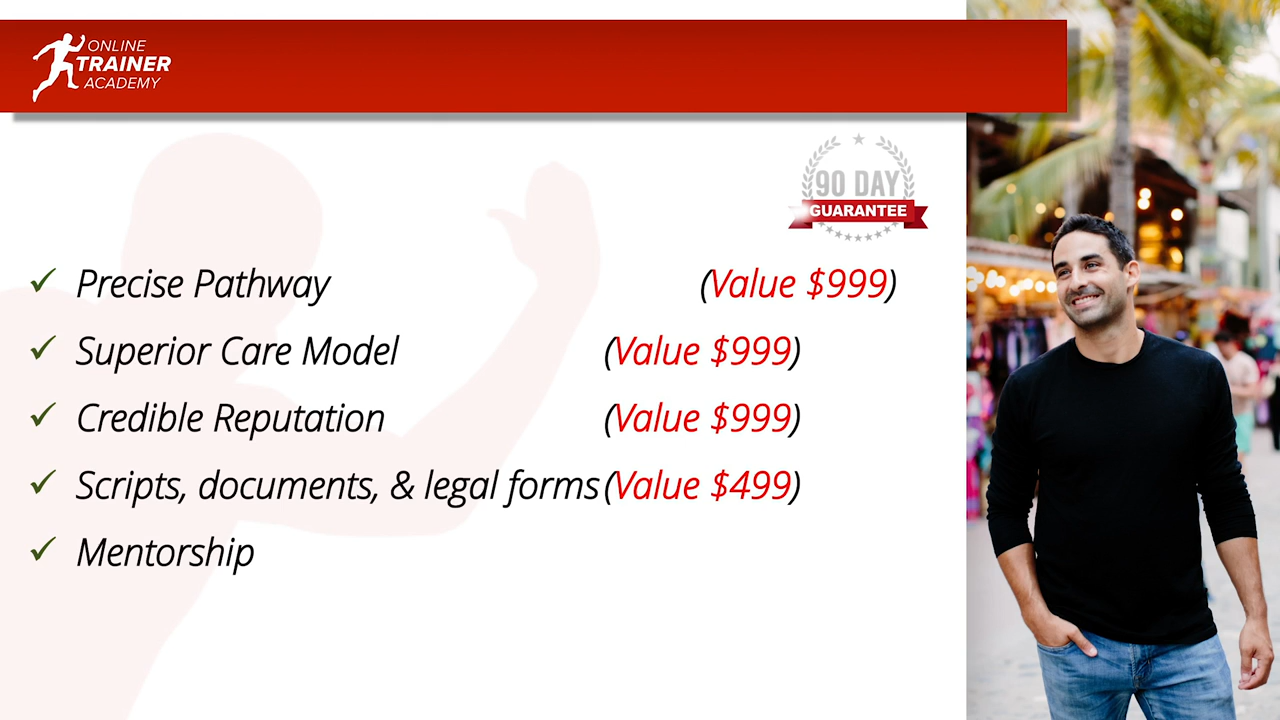 ONLINE
TRAINER
ACADEMY
90 DAY
GUARANTEE
✓ Precise Pathway (Value $999)
✓ Superior Care Model (Value $999)
✓ Credible Reputation (Value $999)
✓ Scripts, documents, & legal forms (Value $499)
✓ Mentorship